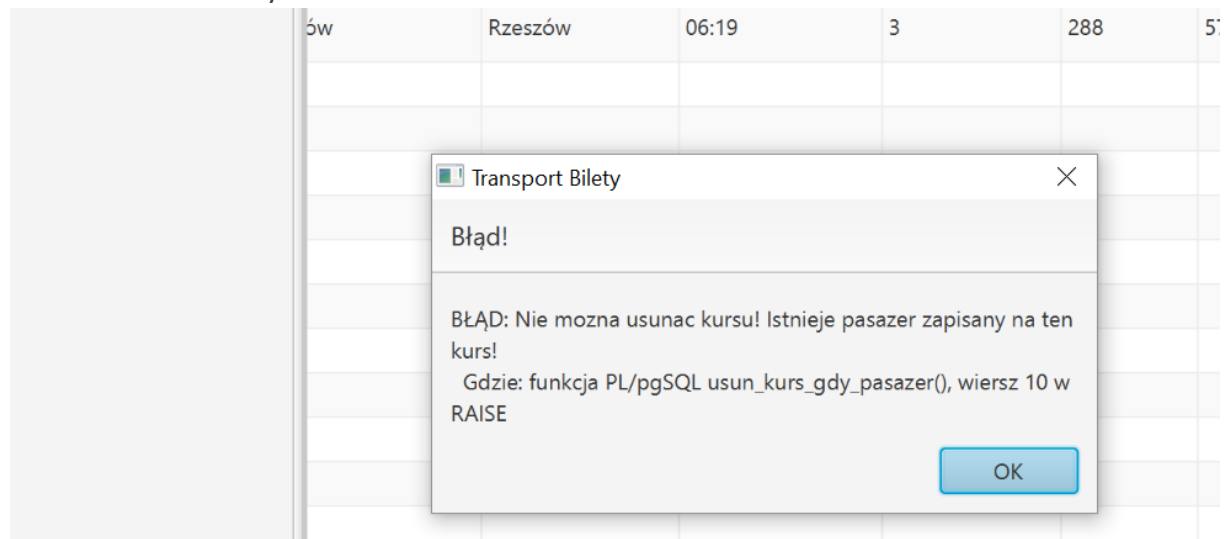 ów Rzeszów 06:19 3 288 57
Transport Bilety
Błąd!
BŁĄD: Nie mozna usunac kursu! Istnieje pasazer zapisany na ten
kurs!
Gdzie: funkcja PL/pgSQL usun_kurs_gdy_pasazer(), wiersz 10 w
RAISE
OK